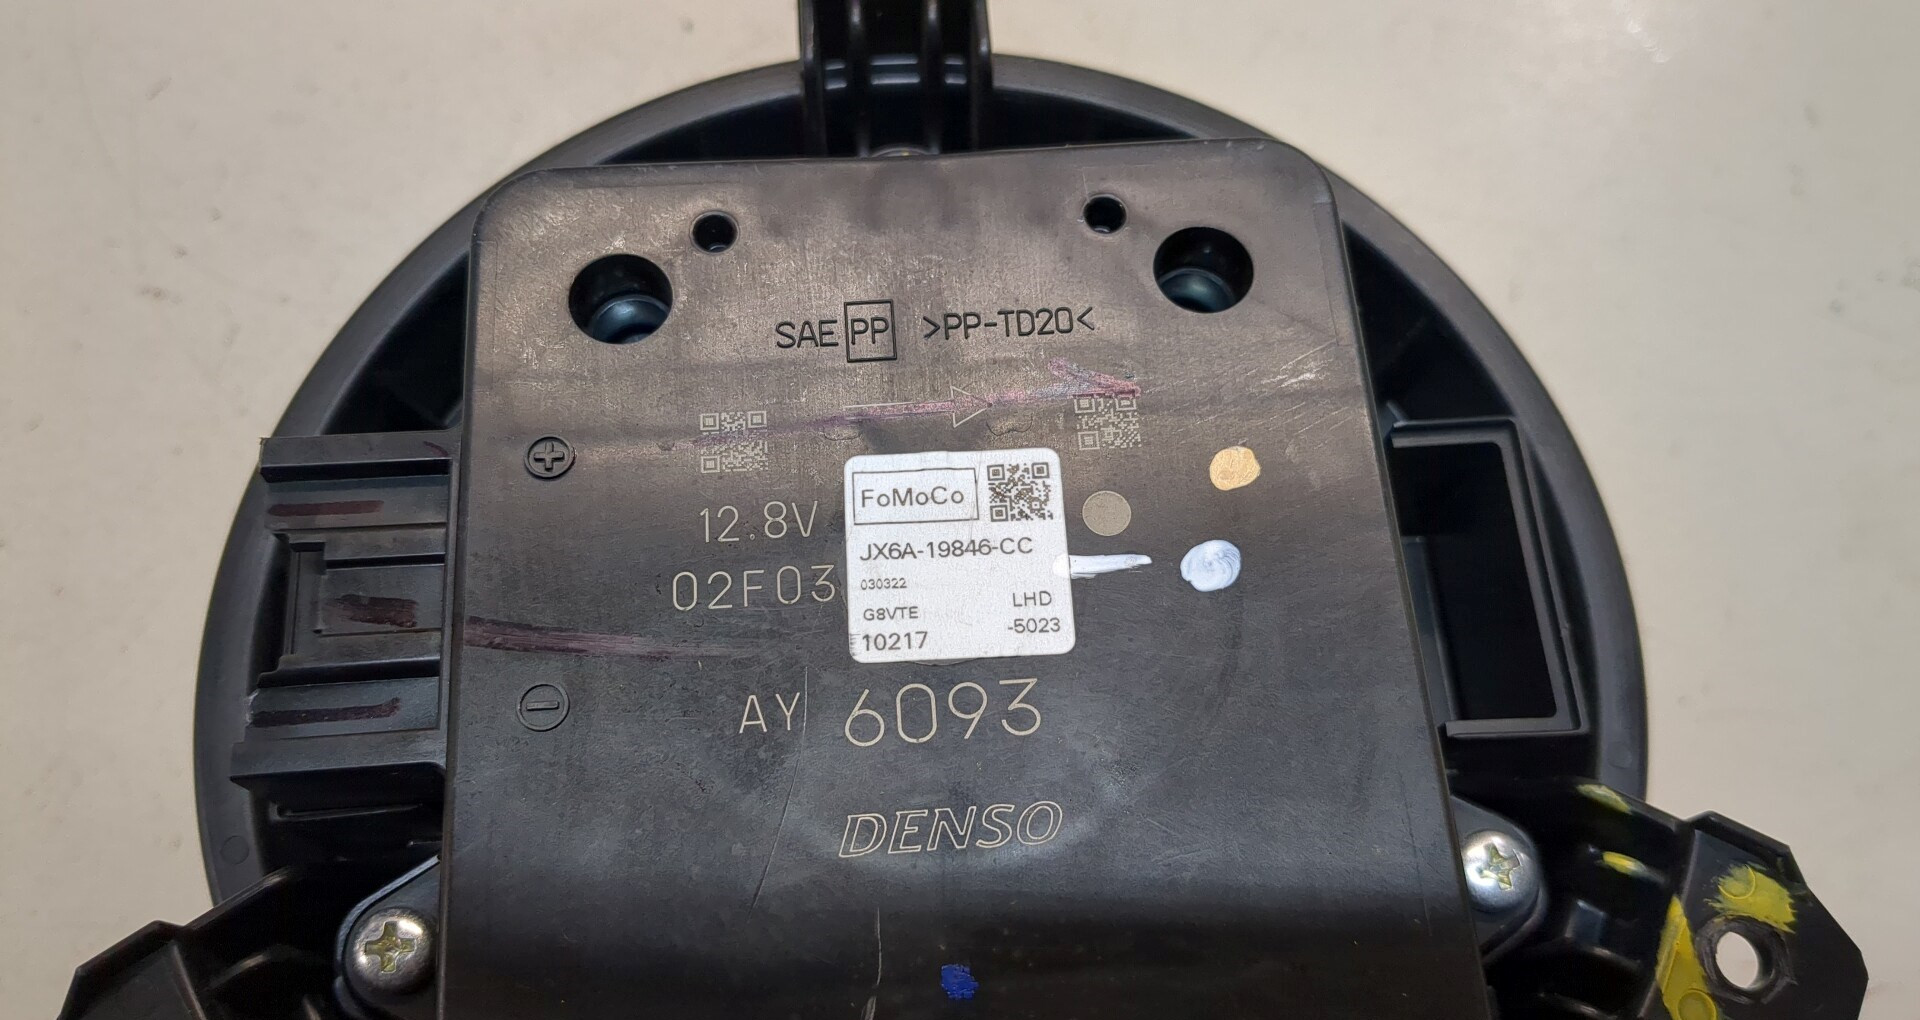 SAE PP >PP-TD20<
12.8V
02F03
FoMoCo
JX6A-19846-CC
030322
G8VTE LHD
10217 -5023
AY 6093
DENSO